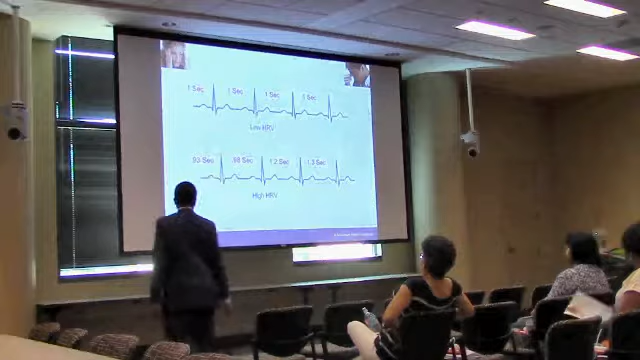 1 Sec 1 Sec 1 Sec 1 Sec
Low HRV
.93 Sec .98 Sec 1.2 Sec 1.3 Sec
High HRV